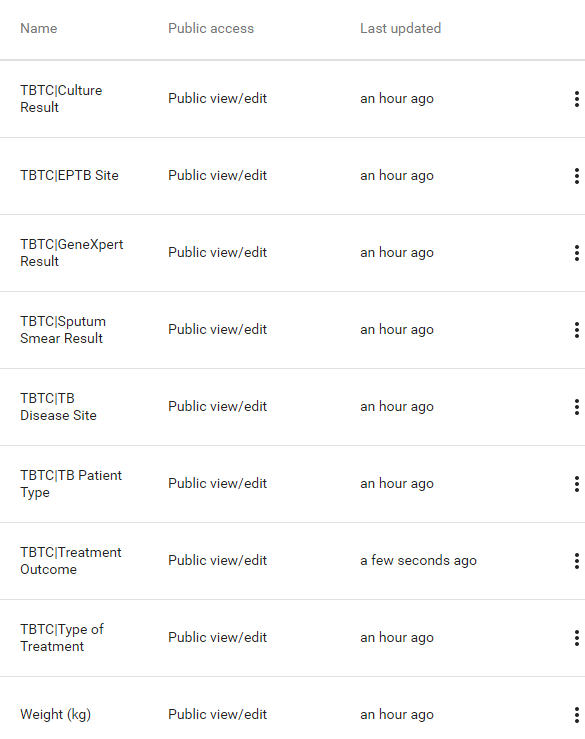 Name Public access Last updated
TBTC|Culture
Result Public view/edit an hour ago
TBTC|EPTB Site Public view/edit an hour ago
TBTC|GeneXpert
Result Public view/edit an hour ago
TBTC|Sputum
Smear Result Public view/edit an hour ago
TBTC|TB
Disease Site Public view/edit an hour ago
TBTC|TB Patient
Type Public view/edit an hour ago
TBTC|Treatment
Outcome Public view/edit a few seconds ago
TBTC|Type of
Treatment Public view/edit an hour ago
Weight (kg) Public view/edit an hour ago